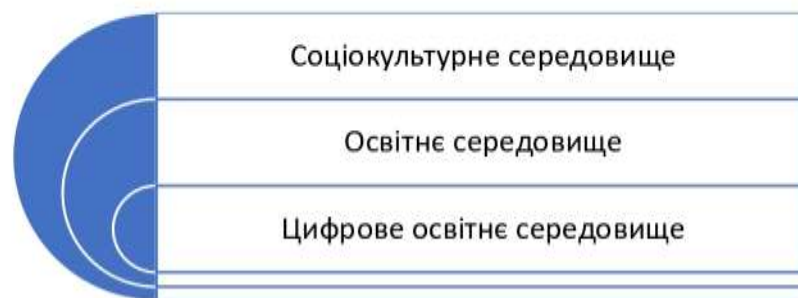 Соціокультурне середовище
Освітнє середовище
Цифрове освітнє середовище